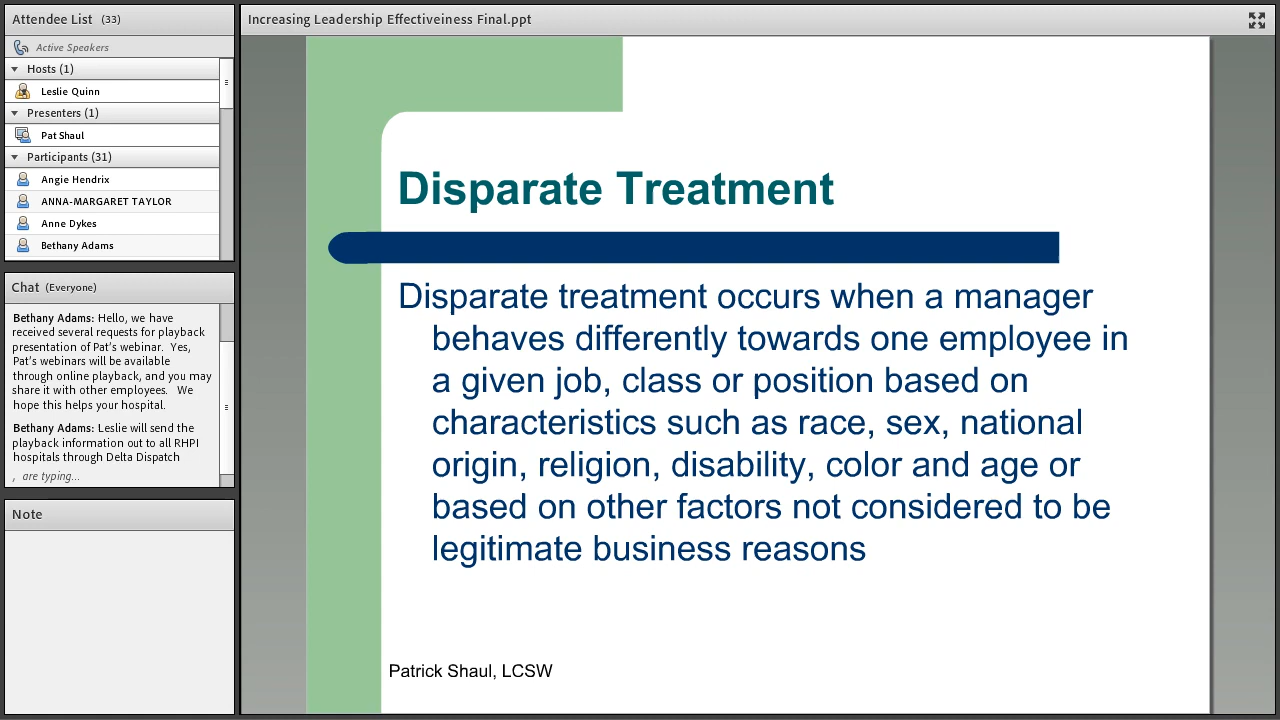 Attendee List (33)
Active Speakers
Hosts (1)
Leslie Quinn
Presenters (1)
Pat Shaul
Participants (31)
Angie Hendrix
ANNA-MARGARET TAYLOR
Anne Dykes
Bethany Adams
Chat (Everyone)
Bethany Adams: Hello, we have
received several requests for playback
presentation of Pat's webinar. Yes,
Pat's webinars will be available
through online playback, and you may
share it with other employees. We
hope this helps your hospital.
Bethany Adams: Leslie will send the
playback information out to all RHPI
hospitals through Delta Dispatch
, are typing...
Note
Increasing Leadership Effectiveiness Final.ppt
Disparate Treatment
Disparate treatment occurs when a manager
behaves differently towards one employee in
a given job, class or position based on
characteristics such as race, sex, national
origin, religion, disability, color and age or
based on other factors not considered to be
legitimate business reasons
Patrick Shaul, LCSW